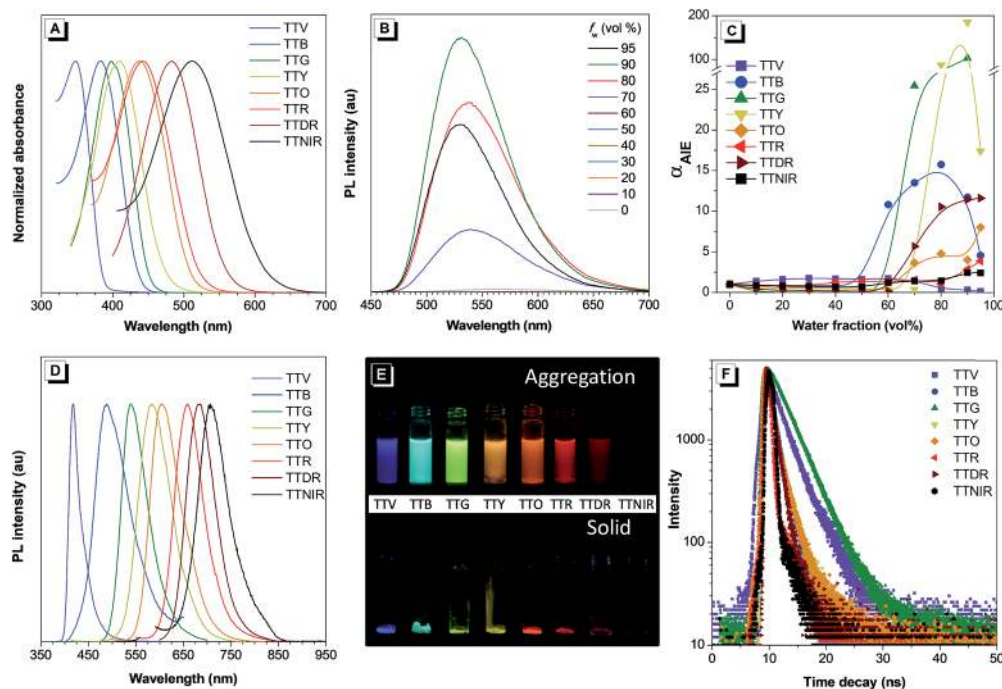 A
TTV
TTB
TTG
TTY
TTO
TTR
TTDR
TTNIR
Normalized absorbance
300 400 500 600 700
Wavelength (nm)
B
fw (vol %)
95
90
80
70
60
50
40
30
20
10
0
PL intensity (au)
450 500 550 600 650 700
Wavelength (nm)
C
TTV
TTB
TTG
TTY
TTO
TTR
TTDR
TTNIR
αAIE
200
100
25
20
15
10
5
0
0 20 40 60 80 100
Water fraction (vol%)
D
TTV
TTB
TTG
TTY
TTO
TTR
TTDR
TTNIR
PL intensity (au)
350 450 550 650 750 850 950
Wavelength (nm)
E
Aggregation
TTV TTB TTG TTY TTO TTR TTDR TTNIR
Solid
F
TTV
TTB
TTG
TTY
TTO
TTR
TTDR
TTNIR
Intensity
1000
100
10
0 10 20 30 40 50
Time decay (ns)